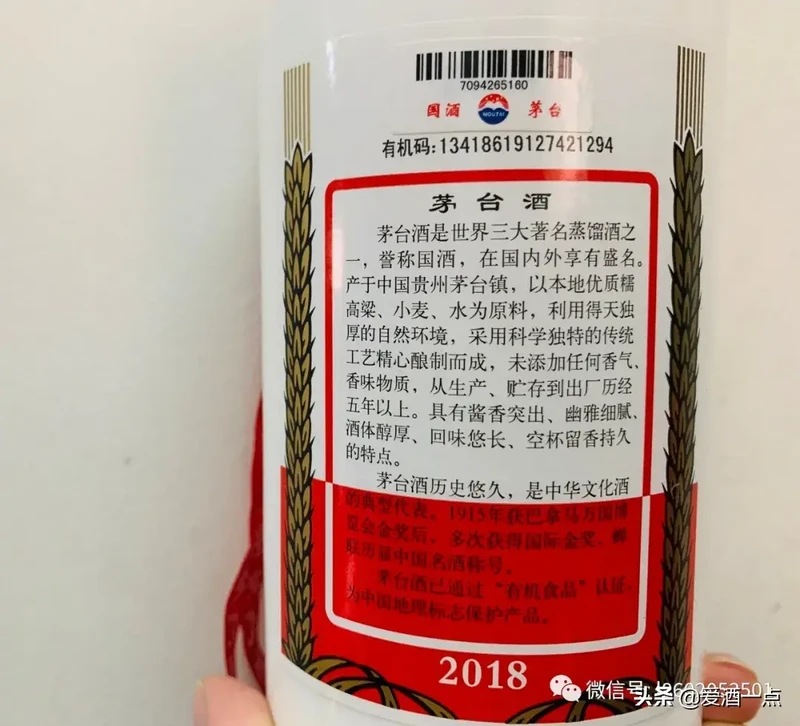 7094265160
国酒 MOUTAI 茅台
有机码:13418619127421294
茅台酒
茅台酒是世界三大著名蒸馏酒之
一，誉称国酒，在国内外享有盛名。
产于中国贵州茅台镇，以本地优质糯
高粱、小麦、水为原料，利用得天独
厚的自然环境，采用科学独特的传统
工艺精心酿制而成，未添加任何香气、
香味物质，从生产、贮存到出厂历经
五年以上。具有酱香突出、幽雅细腻、
酒体醇厚、回味悠长、空杯留香持久
的特点。
茅台酒历史悠久，是中华文化酒
的典型代表。1915年获巴拿马万国博
览会金奖后，多次获得国际金奖，蝉
联历届中国名酒称号。
茅台酒已通过“有机食品”认证，
为中国地理标志保护产品。
2018
微信号
头条@爱酒一点